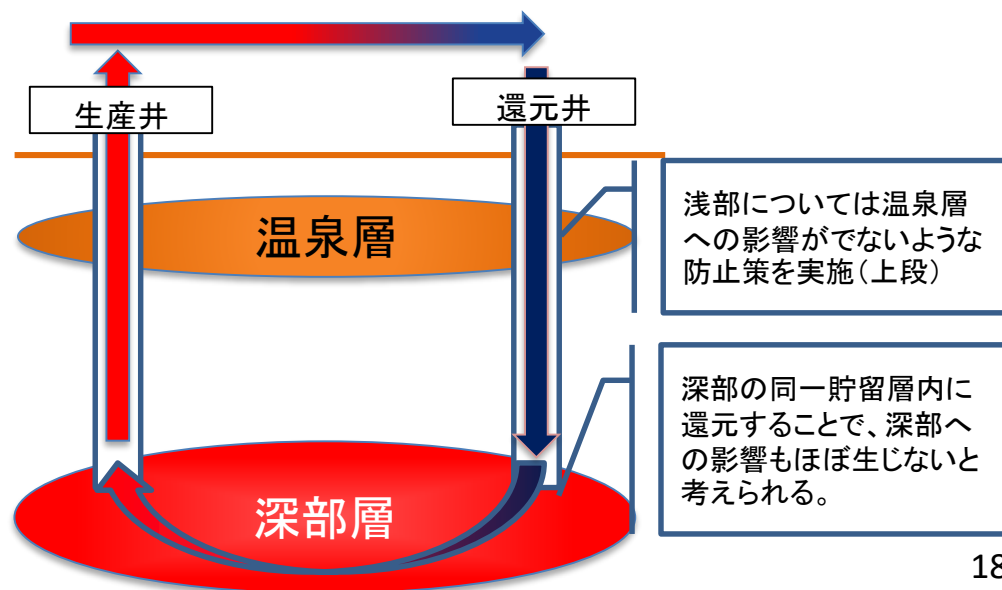 生産井
還元井
温泉層
浅部については温泉層
への影響がでないような
防止策を実施(上段)
深部の同一貯留層内に
還元することで、深部へ
の影響もほぼ生じないと
考えられる。
深部層
18